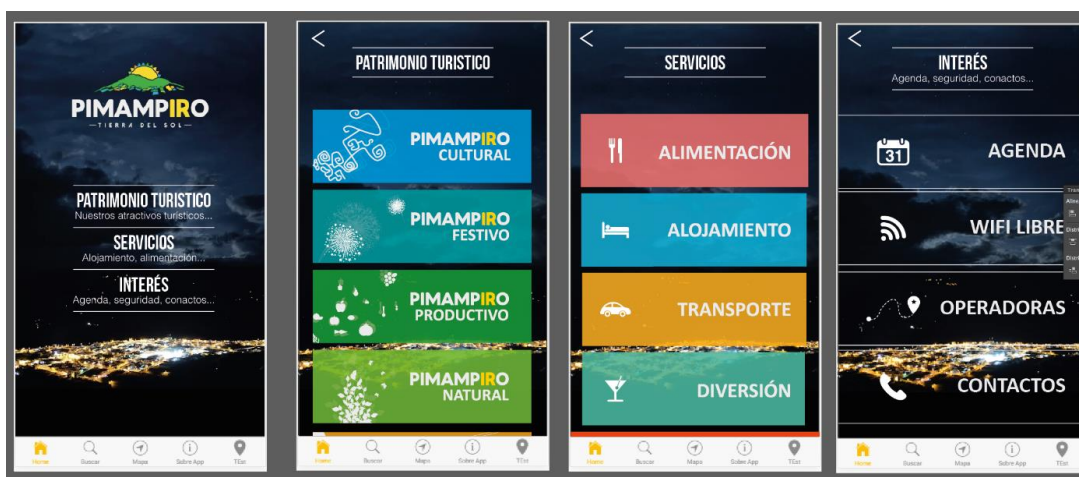 PIMAMPIRO
TIERRA DEL SOL
PATRIMONIO TURISTICO
Nuestros atractivos turísticos...
SERVICIOS
Alojamiento, alimentación...
INTERÉS
Agenda, seguridad, conactos...
Home Buscar Mapa Sobre App TExt
PATRIMONIO TURISTICO
PIMAMPIRO
CULTURAL
PIMAMPIRO
FESTIVO
PIMAMPIRO
PRODUCTIVO
PIMAMPIRO
NATURAL
Home Buscar Mapa Sobre App TExt
SERVICIOS
ALIMENTACIÓN
ALOJAMIENTO
TRANSPORTE
DIVERSIÓN
Home Buscar Mapa Sobre App TExt
INTERÉS
Agenda, seguridad, conactos...
31
AGENDA
WIFI LIBRE
OPERADORAS
CONTACTOS
Home Buscar Mapa Sobre App TExt